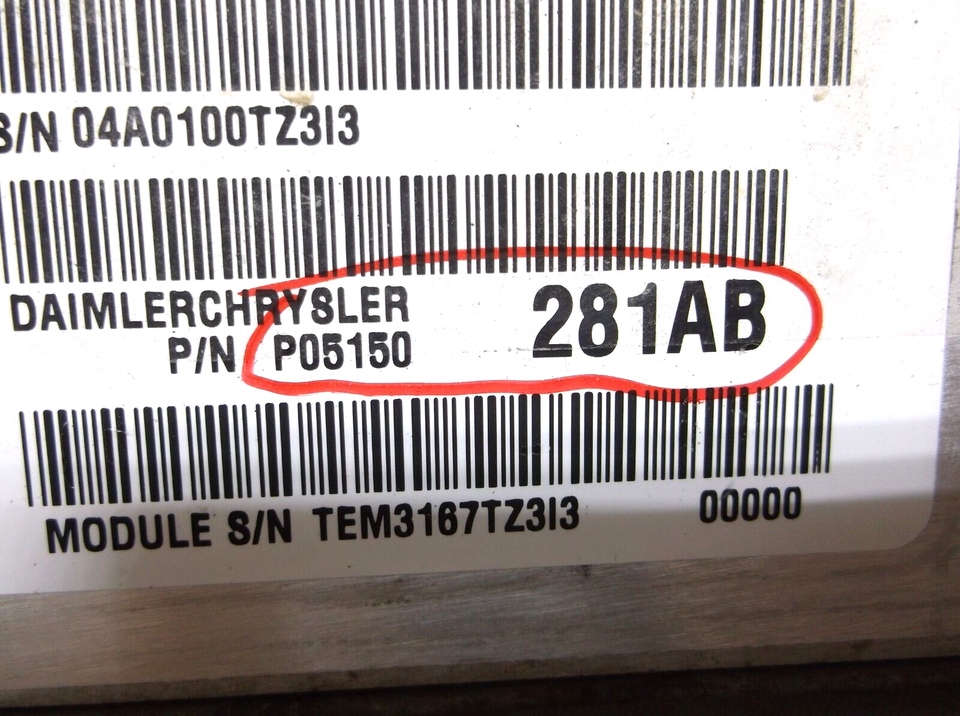 S/N 04A0100TZ3I3
DAIMLERCHRYSLER
P/N P05150 281AB
MODULE S/N TEM3167TZ3I3 00000